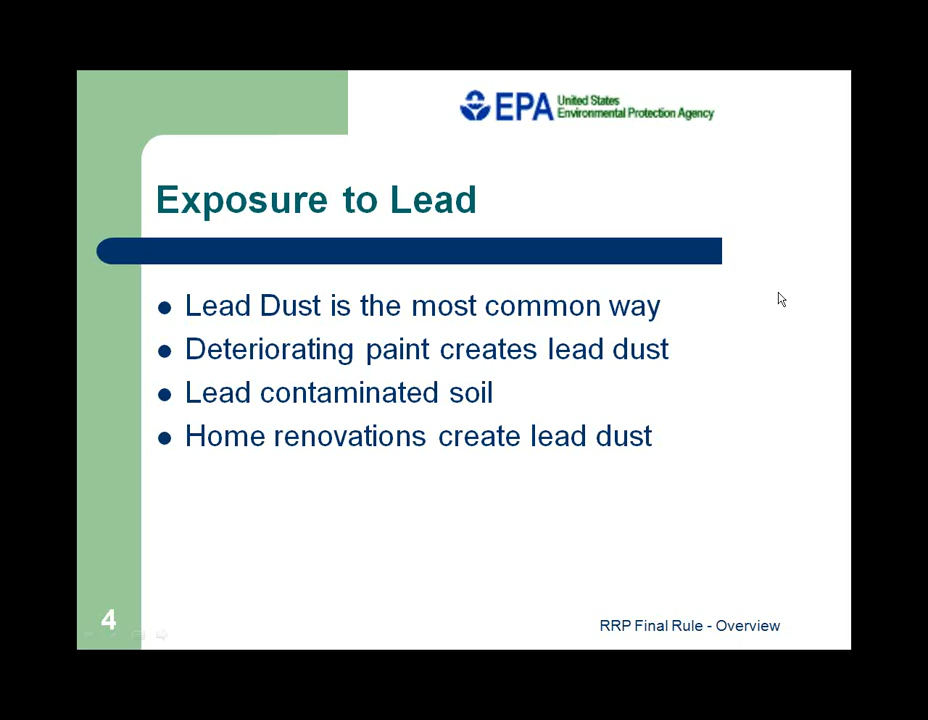 EPA United States
Environmental Protection Agency
Exposure to Lead
Lead Dust is the most common way
Deteriorating paint creates lead dust
Lead contaminated soil
Home renovations create lead dust
4
RRP Final Rule - Overview